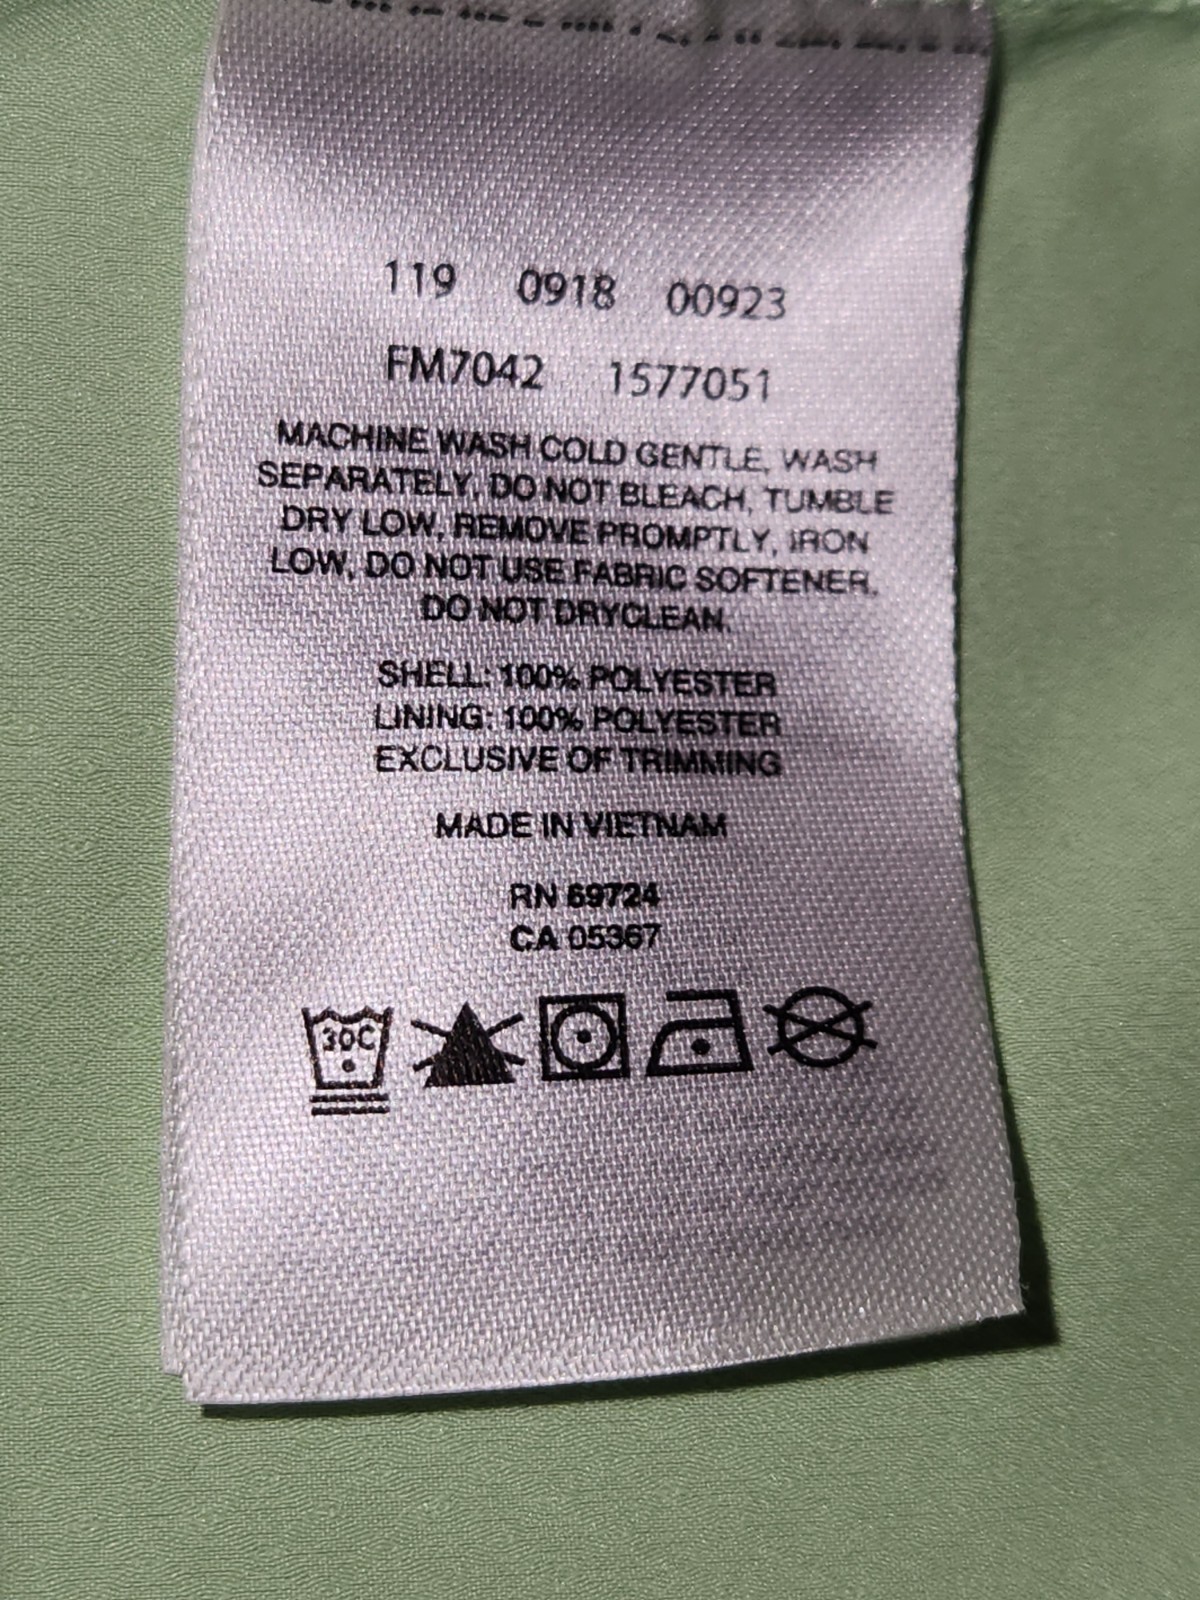 119 0918 00923
FM7042 1577051
MACHINE WASH COLD GENTLE, WASH
SEPARATELY, DO NOT BLEACH, TUMBLE
DRY LOW, REMOVE PROMPTLY, IRON
LOW, DO NOT USE FABRIC SOFTENER,
DO NOT DRYCLEAN.
SHELL: 100% POLYESTER
LINING: 100% POLYESTER
EXCLUSIVE OF TRIMMING
MADE IN VIETNAM
RN 69724
CA 05367
30C